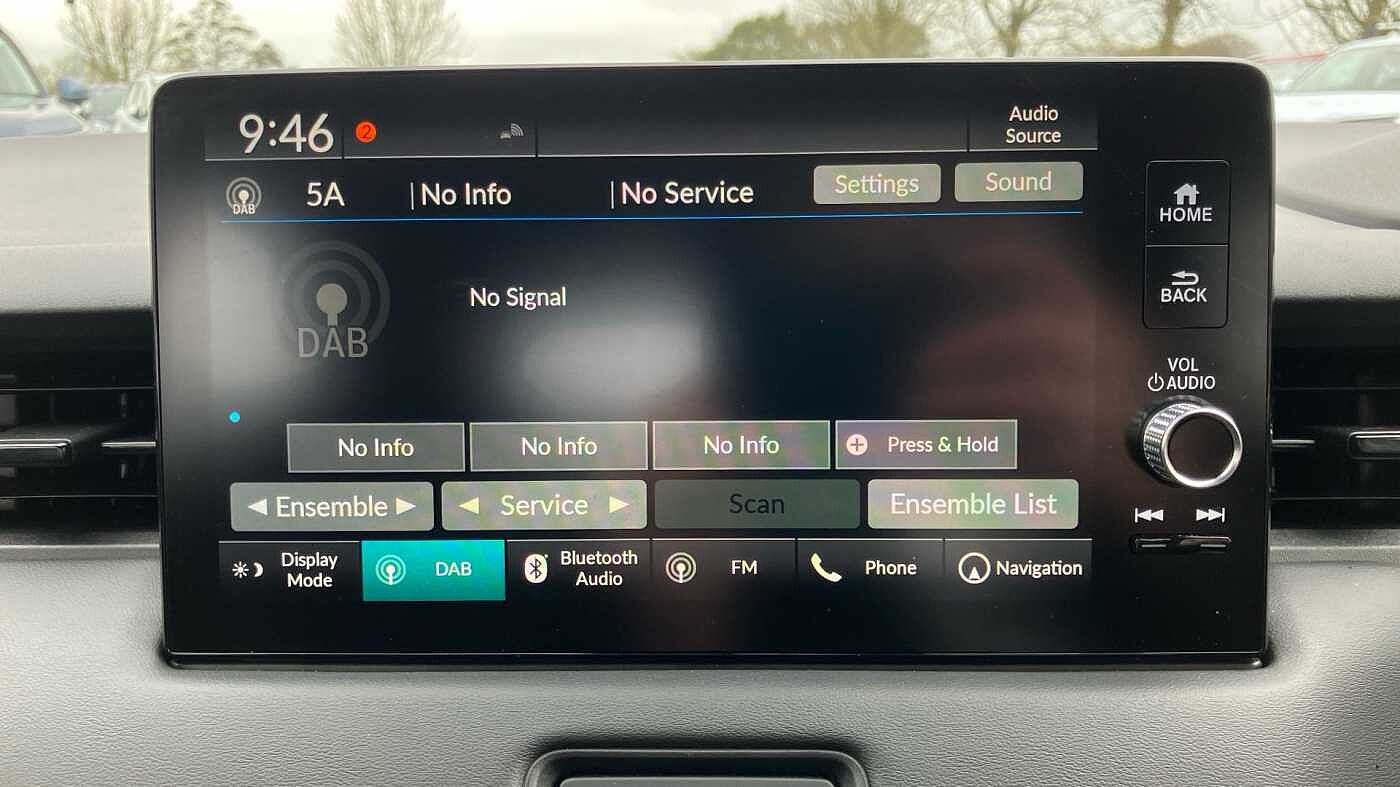 9:46
2
Audio
Source
DAB
5A
No Info
No Service
Settings
Sound
HOME
BACK
DAB
No Signal
VOL
AUDIO
No Info
No Info
No Info
Press & Hold
Ensemble
Service
Scan
Ensemble List
Display
Mode
DAB
Bluetooth
Audio
FM
Phone
Navigation